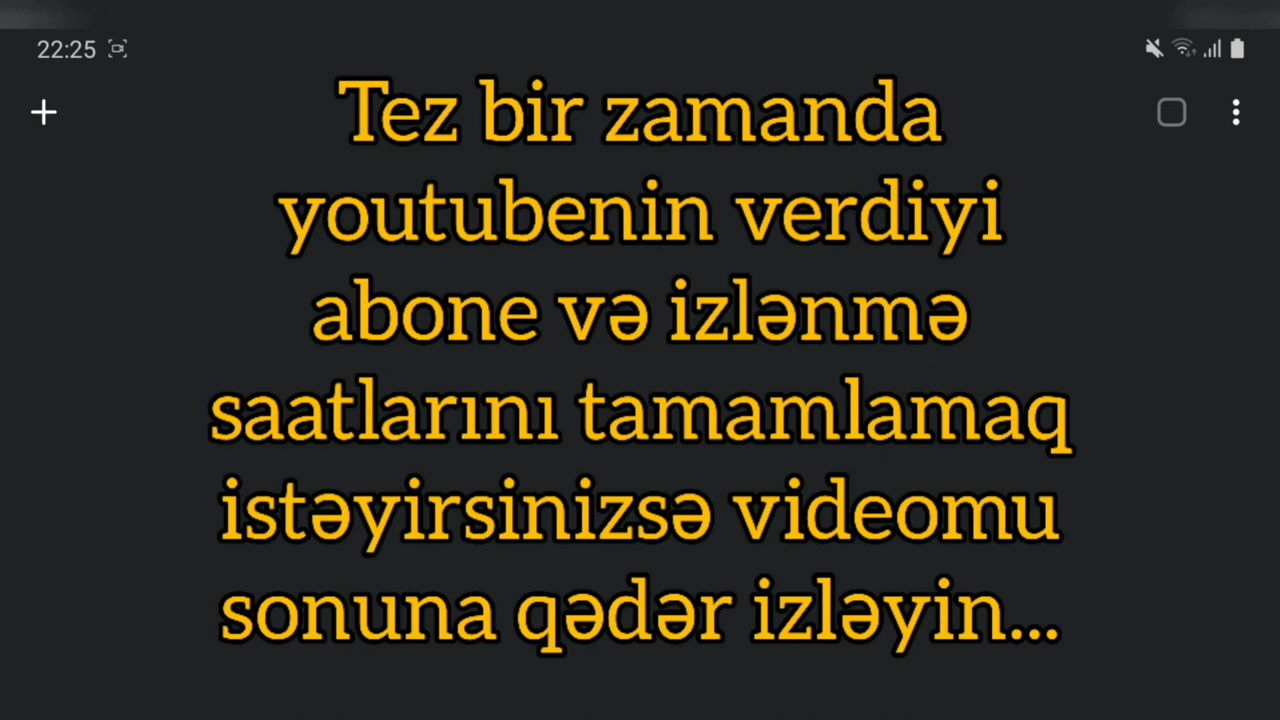 22:25
Tez bir zamanda
youtubenin verdiyi
abone və izlənmə
saatlarını tamamlamaq
istəyirsinizsə videomu
sonuna qədər izləyin...